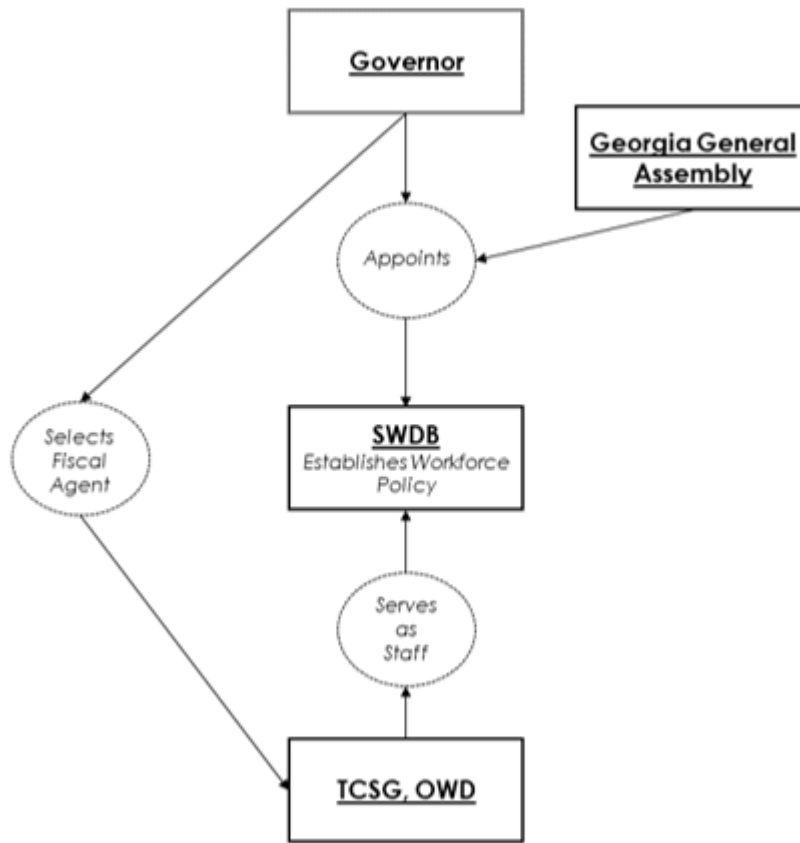 Governor
Georgia General
Assembly
Appoints
Selects
Fiscal
Agent
SWDB
Establishes Workforce
Policy
Serves
as
Staff
TCSG, OWD